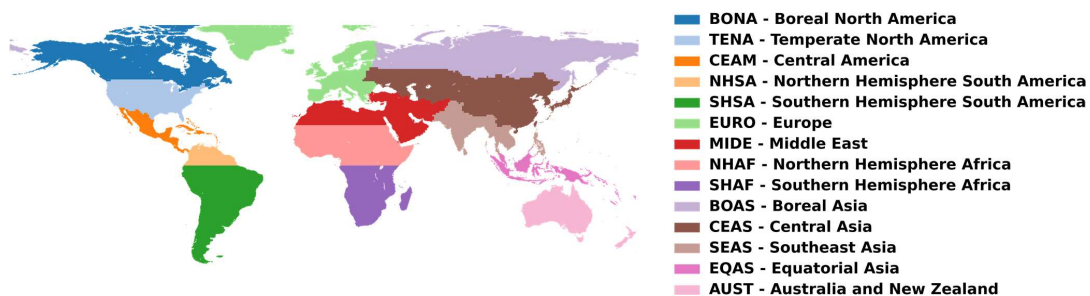 BONA - Boreal North America
TENA - Temperate North America
CEAM - Central America
NHSA - Northern Hemisphere South America
SHSA - Southern Hemisphere South America
EURO - Europe
MIDE - Middle East
NHAF - Northern Hemisphere Africa
SHAF - Southern Hemisphere Africa
BOAS - Boreal Asia
CEAS - Central Asia
SEAS - Southeast Asia
EQAS - Equatorial Asia
AUST - Australia and New Zealand